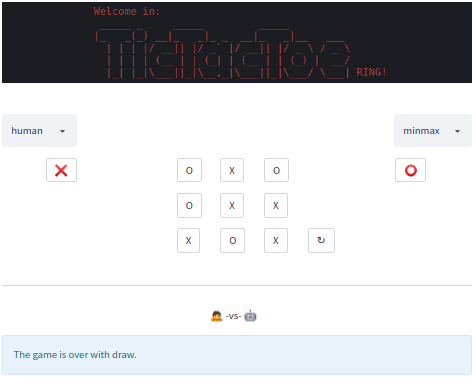 Welcome in:
TicTacToe
RING!
human
minmax
❌
⭕
O X O
O X X
X O X ↻
🙇 -vs- 🤖
The game is over with draw.